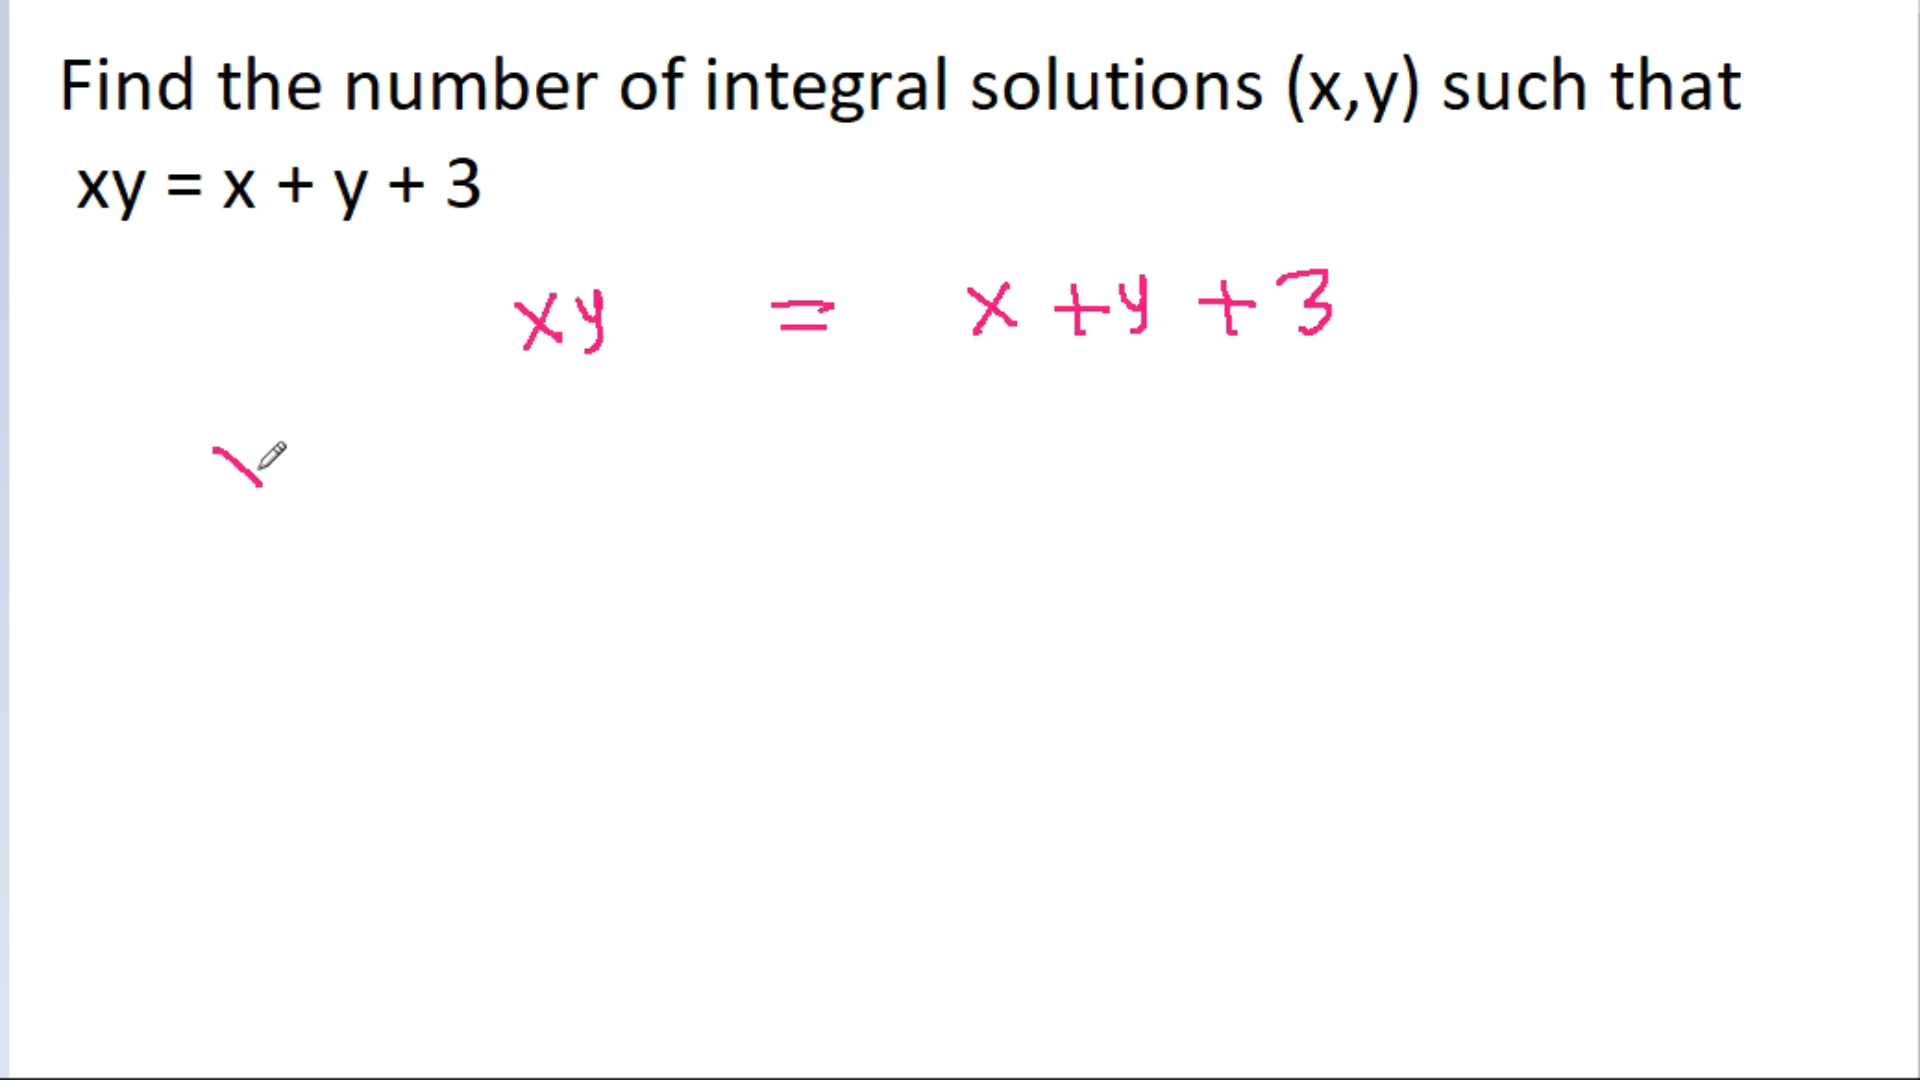 Find the number of integral solutions (x,y) such that
xy = x + y + 3
xy = x + y + 3